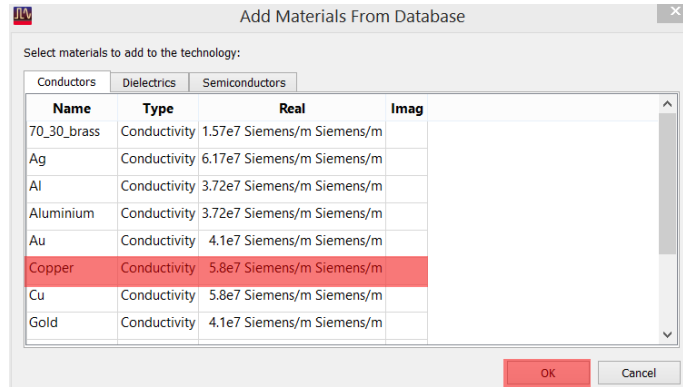 Add Materials From Database
Select materials to add to the technology:
Conductors Dielectrics Semiconductors
Name Type Real Imag
70_30_brass Conductivity 1.57e7 Siemens/m Siemens/m
Ag Conductivity 6.17e7 Siemens/m Siemens/m
Al Conductivity 3.72e7 Siemens/m Siemens/m
Aluminium Conductivity 3.72e7 Siemens/m Siemens/m
Au Conductivity 4.1e7 Siemens/m Siemens/m
Copper Conductivity 5.8e7 Siemens/m Siemens/m
Cu Conductivity 5.8e7 Siemens/m Siemens/m
Gold Conductivity 4.1e7 Siemens/m Siemens/m
OK Cancel